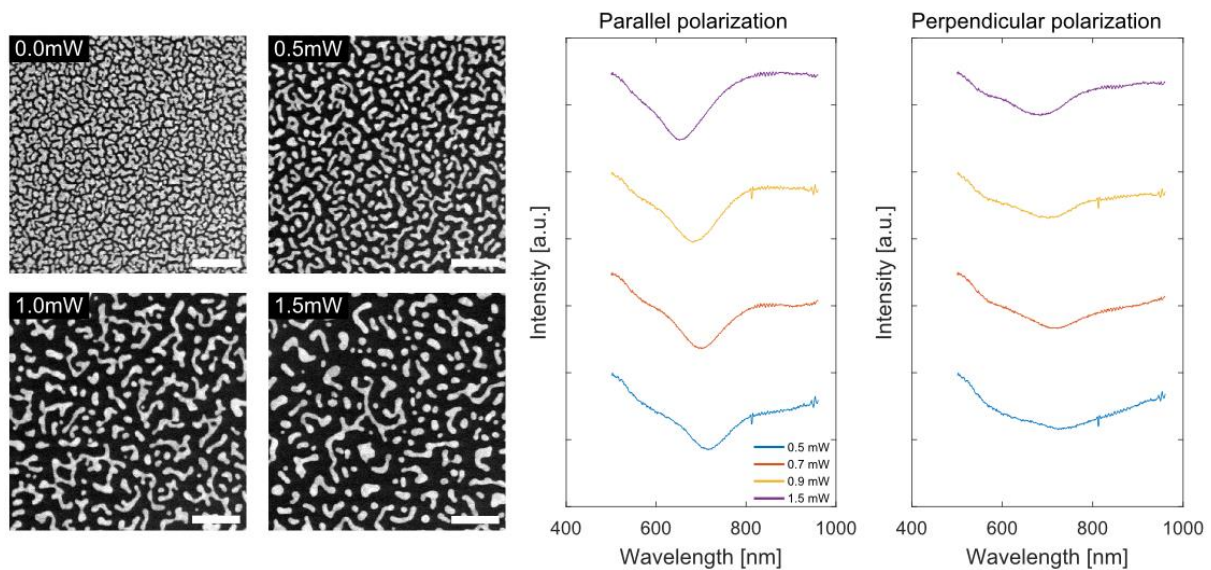 0.0mW
0.5mW
1.0mW
1.5mW
Parallel polarization
Intensity [a.u.]
0.5 mW
0.7 mW
0.9 mW
1.5 mW
400 600 800 1000
Wavelength [nm]
Perpendicular polarization
Intensity [a.u.]
400 600 800 1000
Wavelength [nm]